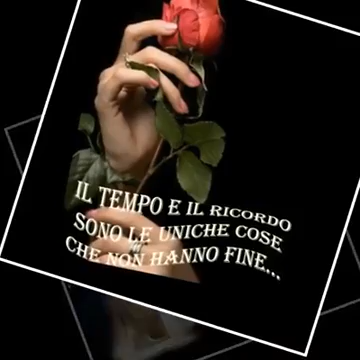 IL TEMPO E IL RICORDO
SONO LE UNICHE COSE
CHE NON HANNO FINE...